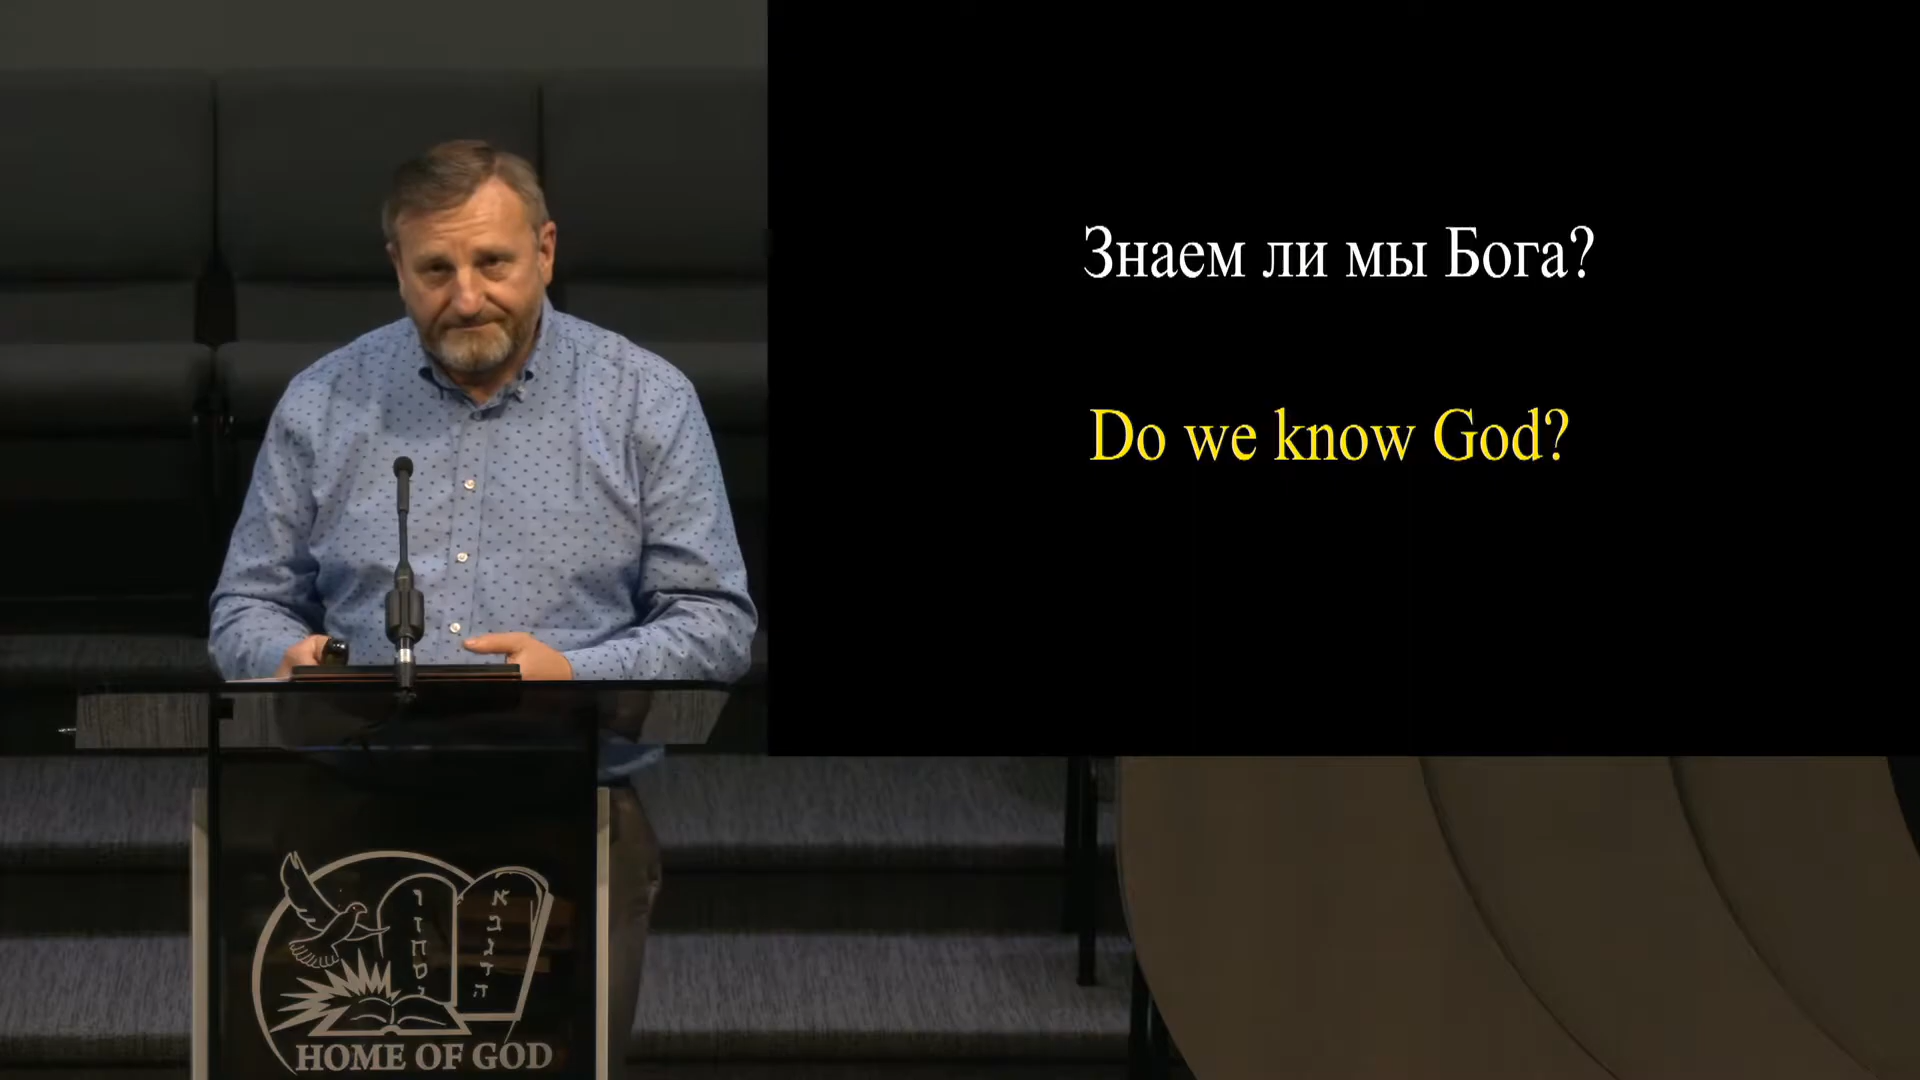 Знаем ли мы Бога?
Do we know God?
ו א
ז ב
ח ג
ט ד
י ה
HOME OF GOD